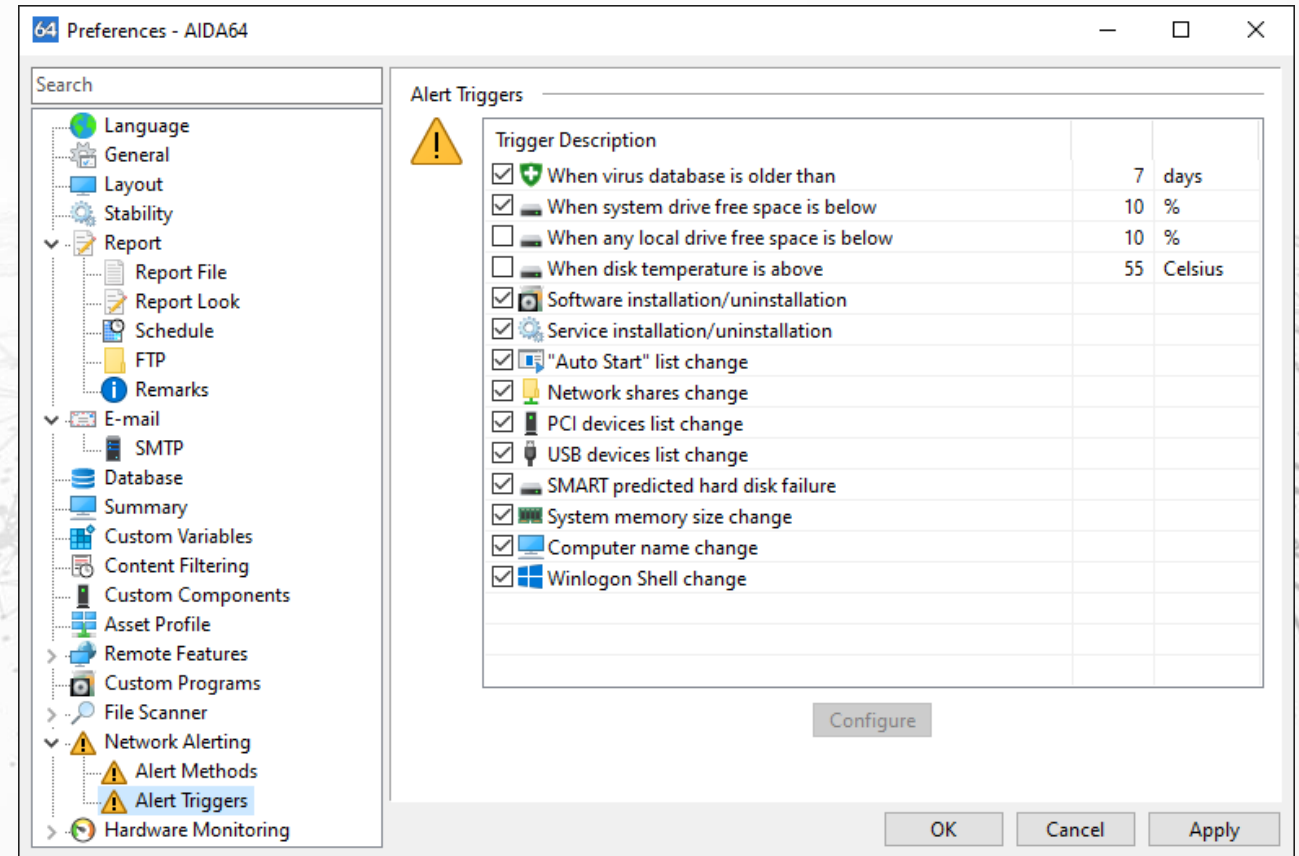 64 Preferences - AIDA64
Search
Language
General
Layout
Stability
Report
Report File
Report Look
Schedule
FTP
Remarks
E-mail
SMTP
Database
Summary
Custom Variables
Content Filtering
Custom Components
Asset Profile
Remote Features
Custom Programs
File Scanner
Network Alerting
Alert Methods
Alert Triggers
Hardware Monitoring
Alert Triggers
Trigger Description
When virus database is older than 7 days
When system drive free space is below 10 %
When any local drive free space is below 10 %
When disk temperature is above 55 Celsius
Software installation/uninstallation
Service installation/uninstallation
"Auto Start" list change
Network shares change
PCI devices list change
USB devices list change
SMART predicted hard disk failure
System memory size change
Computer name change
Winlogon Shell change
Configure
OK Cancel Apply